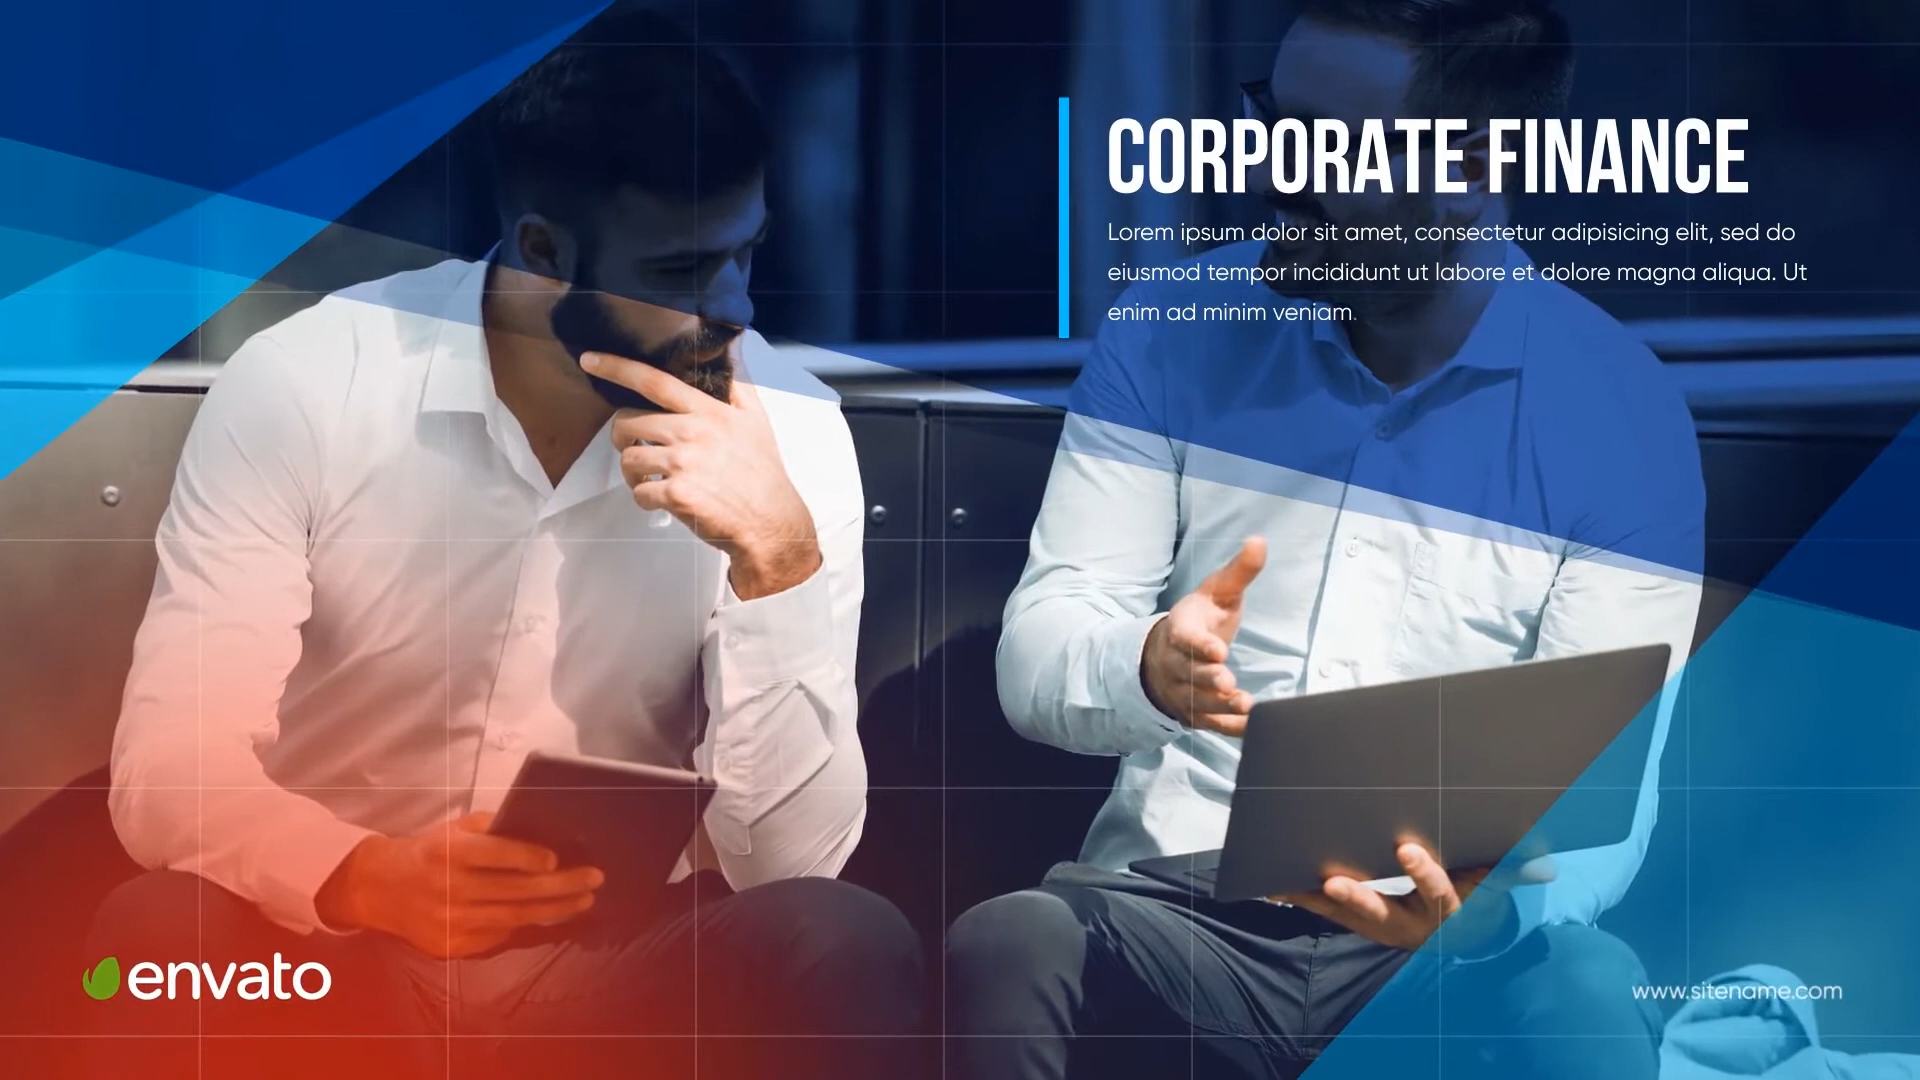 CORPORATE FINANCE
Lorem ipsum dolor sit amet, consectetur adipisicing elit, sed do
eiusmod tempor incididunt ut labore et dolore magna aliqua. Ut
enim ad minim veniam.
envato
www.sitename.com